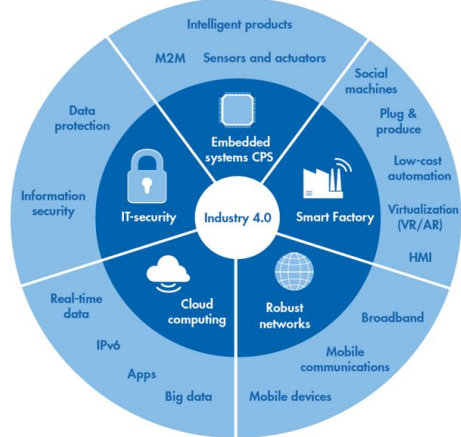 Intelligent products
M2M
Sensors and actuators
Embedded
systems CPS
Social
machines
Plug &
produce
Low-cost
automation
Virtualization
(VR/AR)
HMI
Smart Factory
Broadband
Mobile
communications
Mobile devices
Robust
networks
Real-time
data
IPv6
Apps
Big data
Cloud
computing
Data
protection
Information
security
IT-security
Industry 4.0